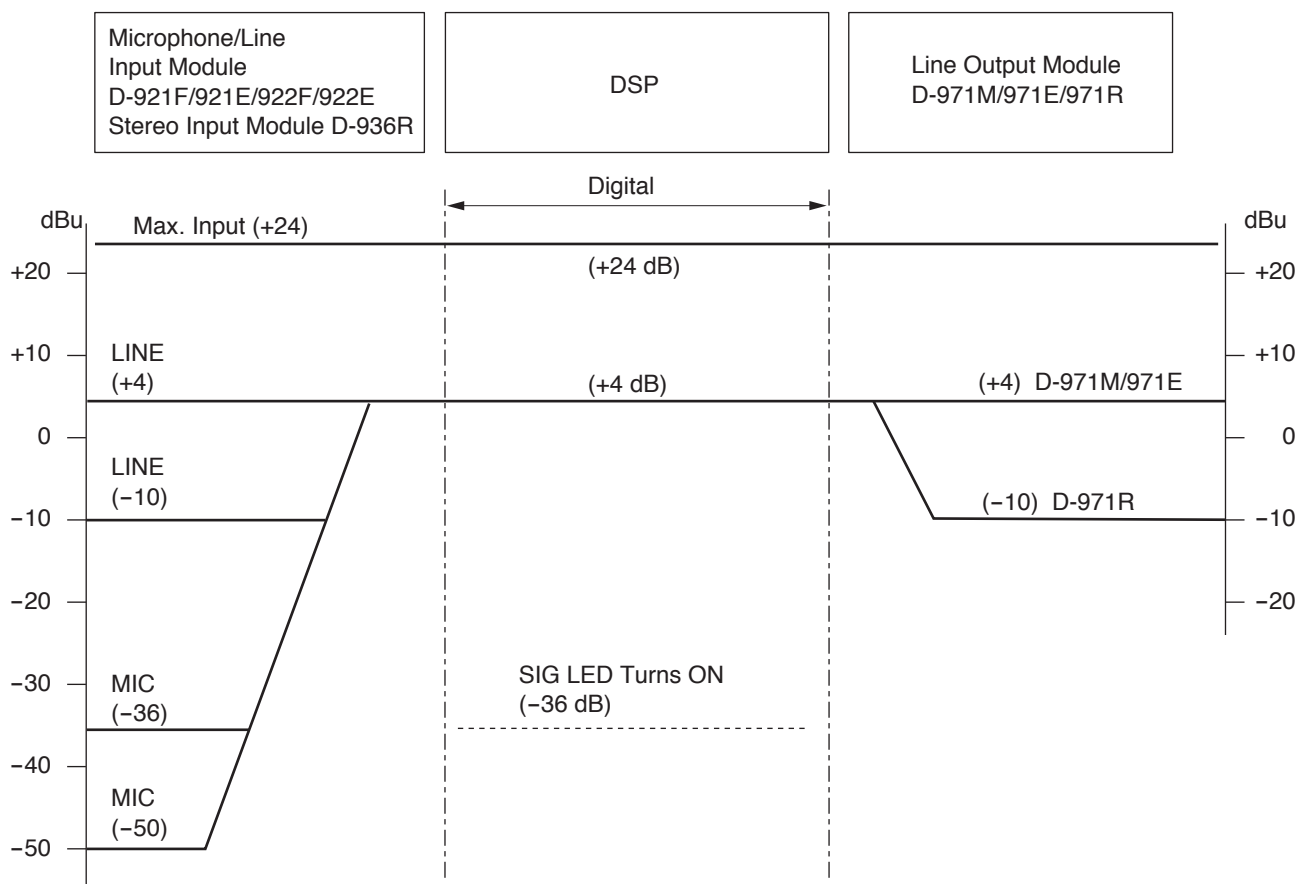 Microphone/Line
Input Module
D-921F/921E/922F/922E
Stereo Input Module D-936R
DSP
Line Output Module
D-971M/971E/971R
Digital
dBu
Max. Input (+24)
dBu
+20
(+24 dB)
+20
+10
LINE
(+4)
(+4 dB)
(+4) D-971M/971E
+10
0
0
LINE
(−10)
(−10) D-971R
−10
−10
−20
−20
−30
MIC
(−36)
SIG LED Turns ON
(−36 dB)
−40
MIC
(−50)
−50